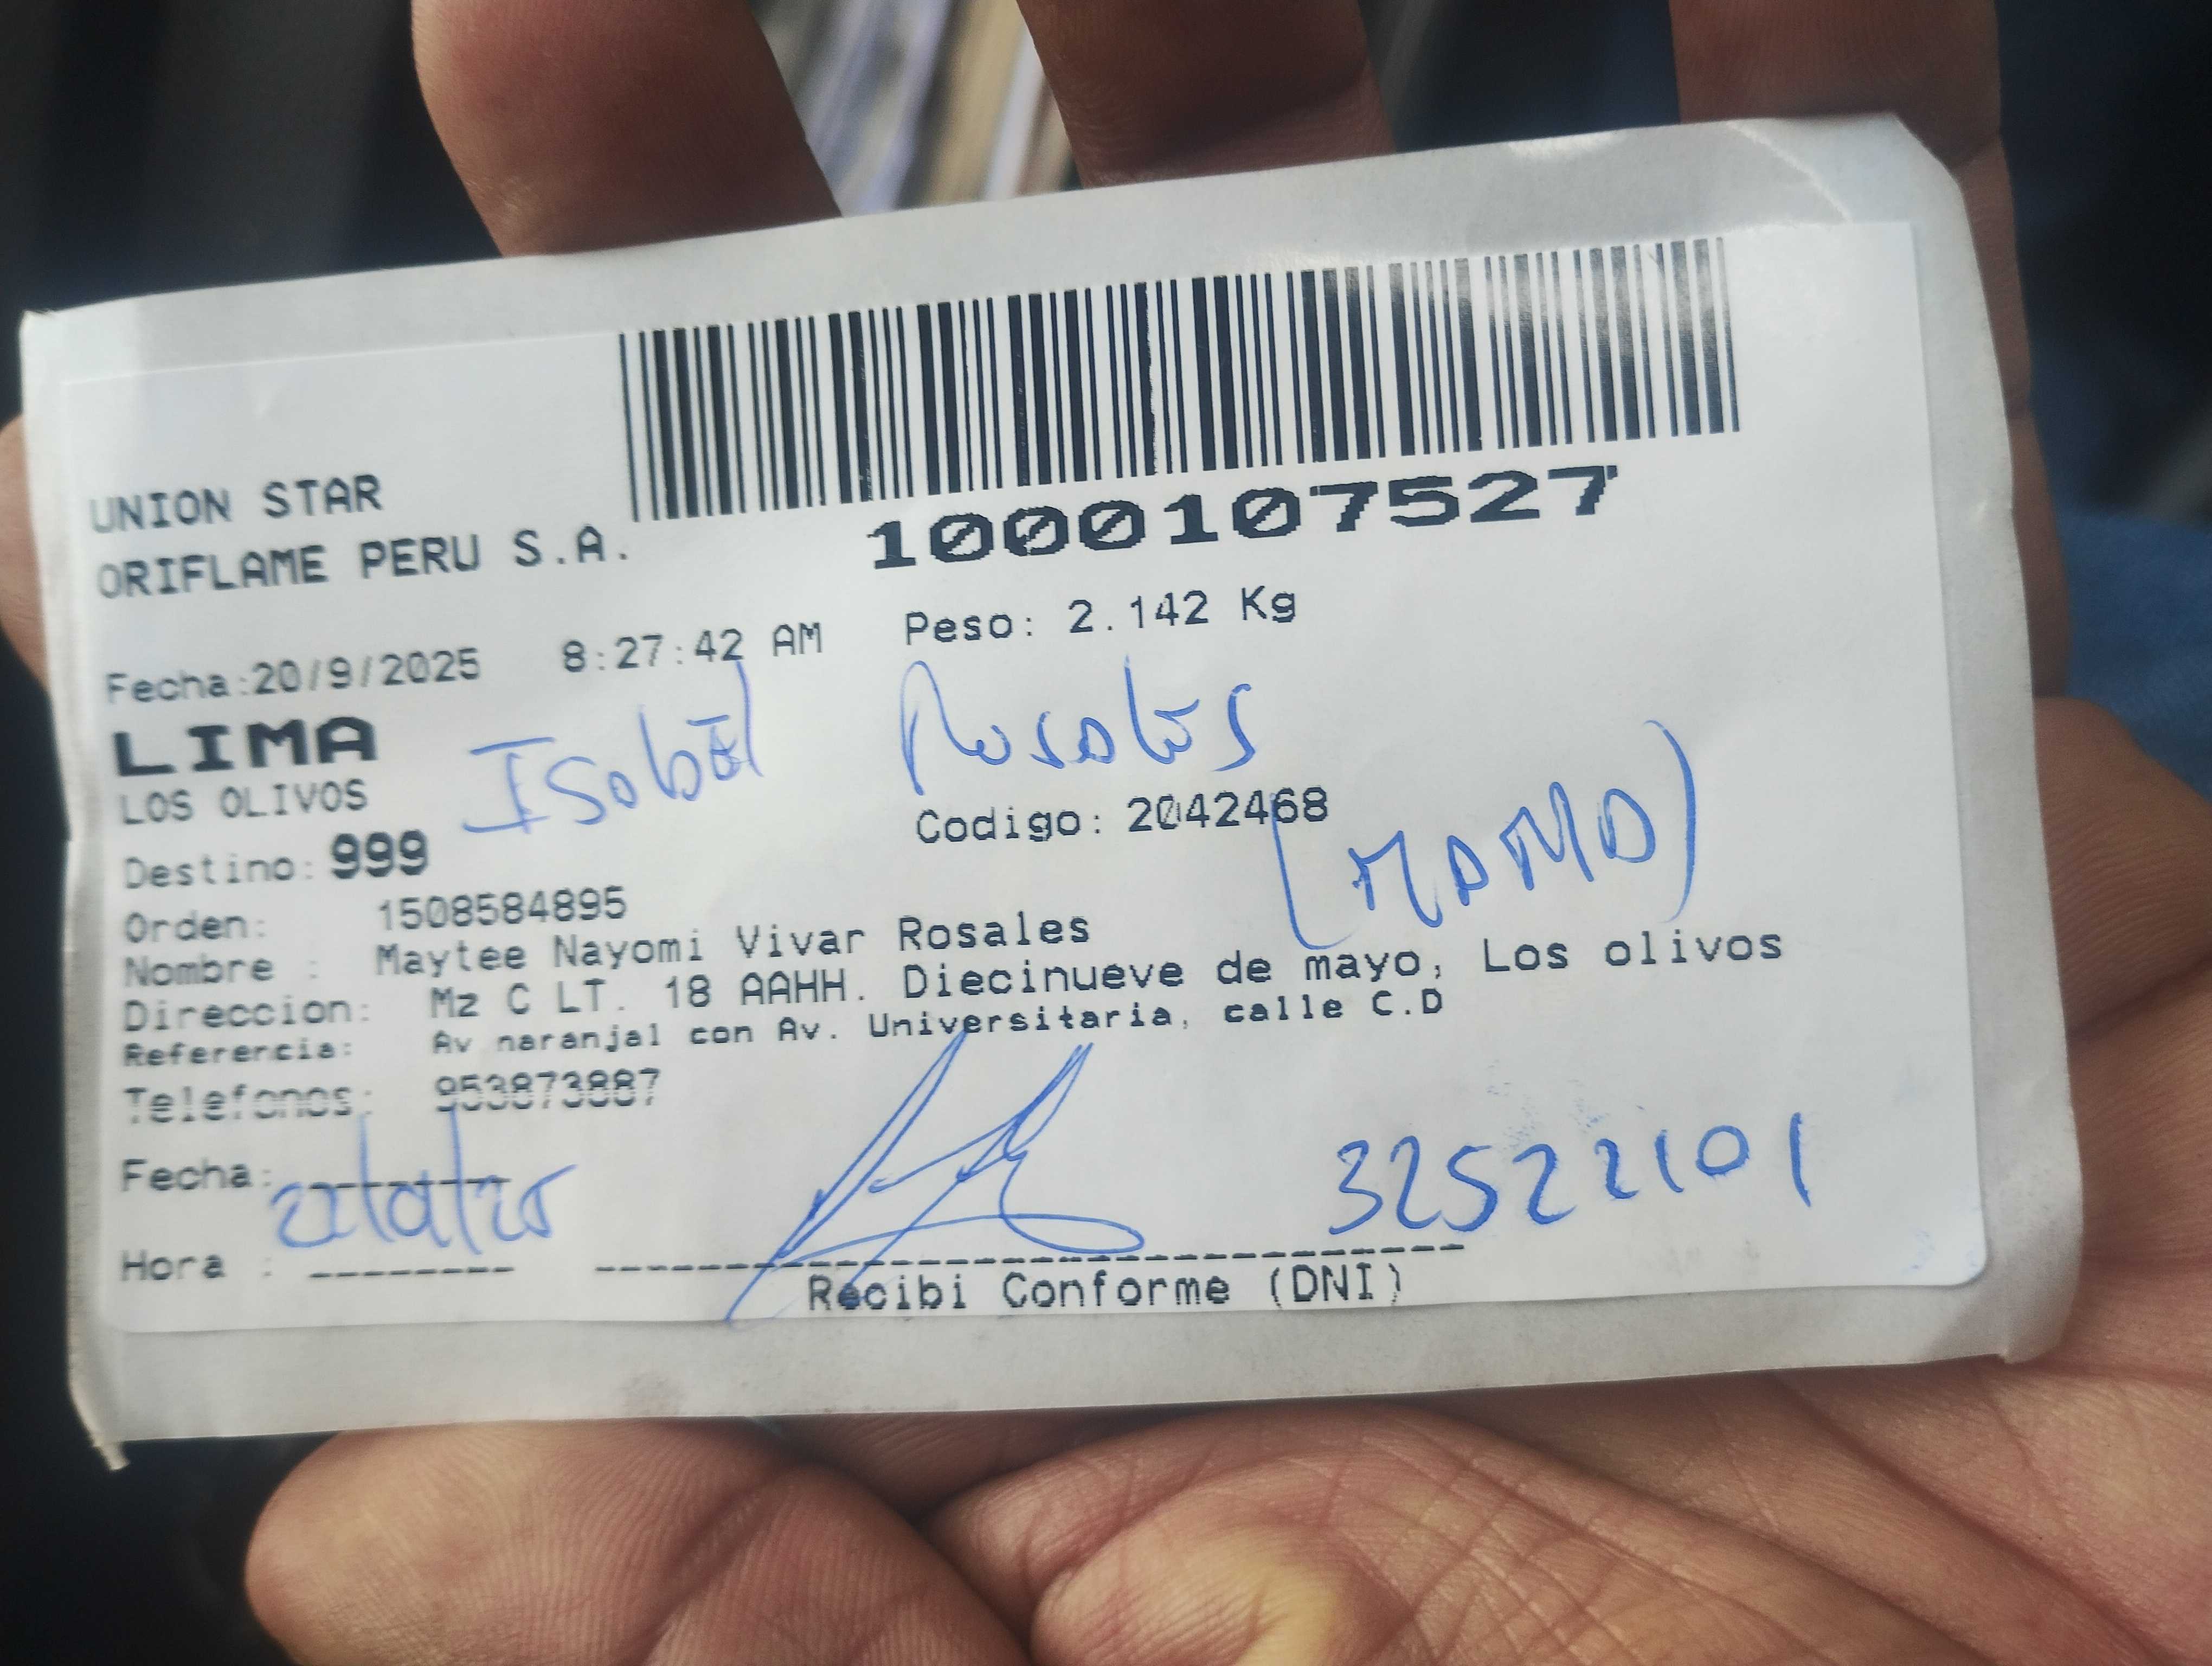 UNION STAR
ORIFLAME PERU S.A.
1000107527
Fecha:20/9/2025 8:27:42 AM Peso: 2.142 Kg
LIMA
Isabel Rosales
LOS OLIVOS
Codigo: 2042468
(MAMA)
Destino: 999
Orden: 1508584895
Nombre : Maytee Nayomi Vivar Rosales
Direccion: Mz C LT. 18 AAHH. Diecinueve de mayo, Los olivos
Referencia: Av naranjal con Av. Universitaria, calle C.D
Telefonos: 953873887
Fecha:
32522101
Hora :
Recibi Conforme (DNI)